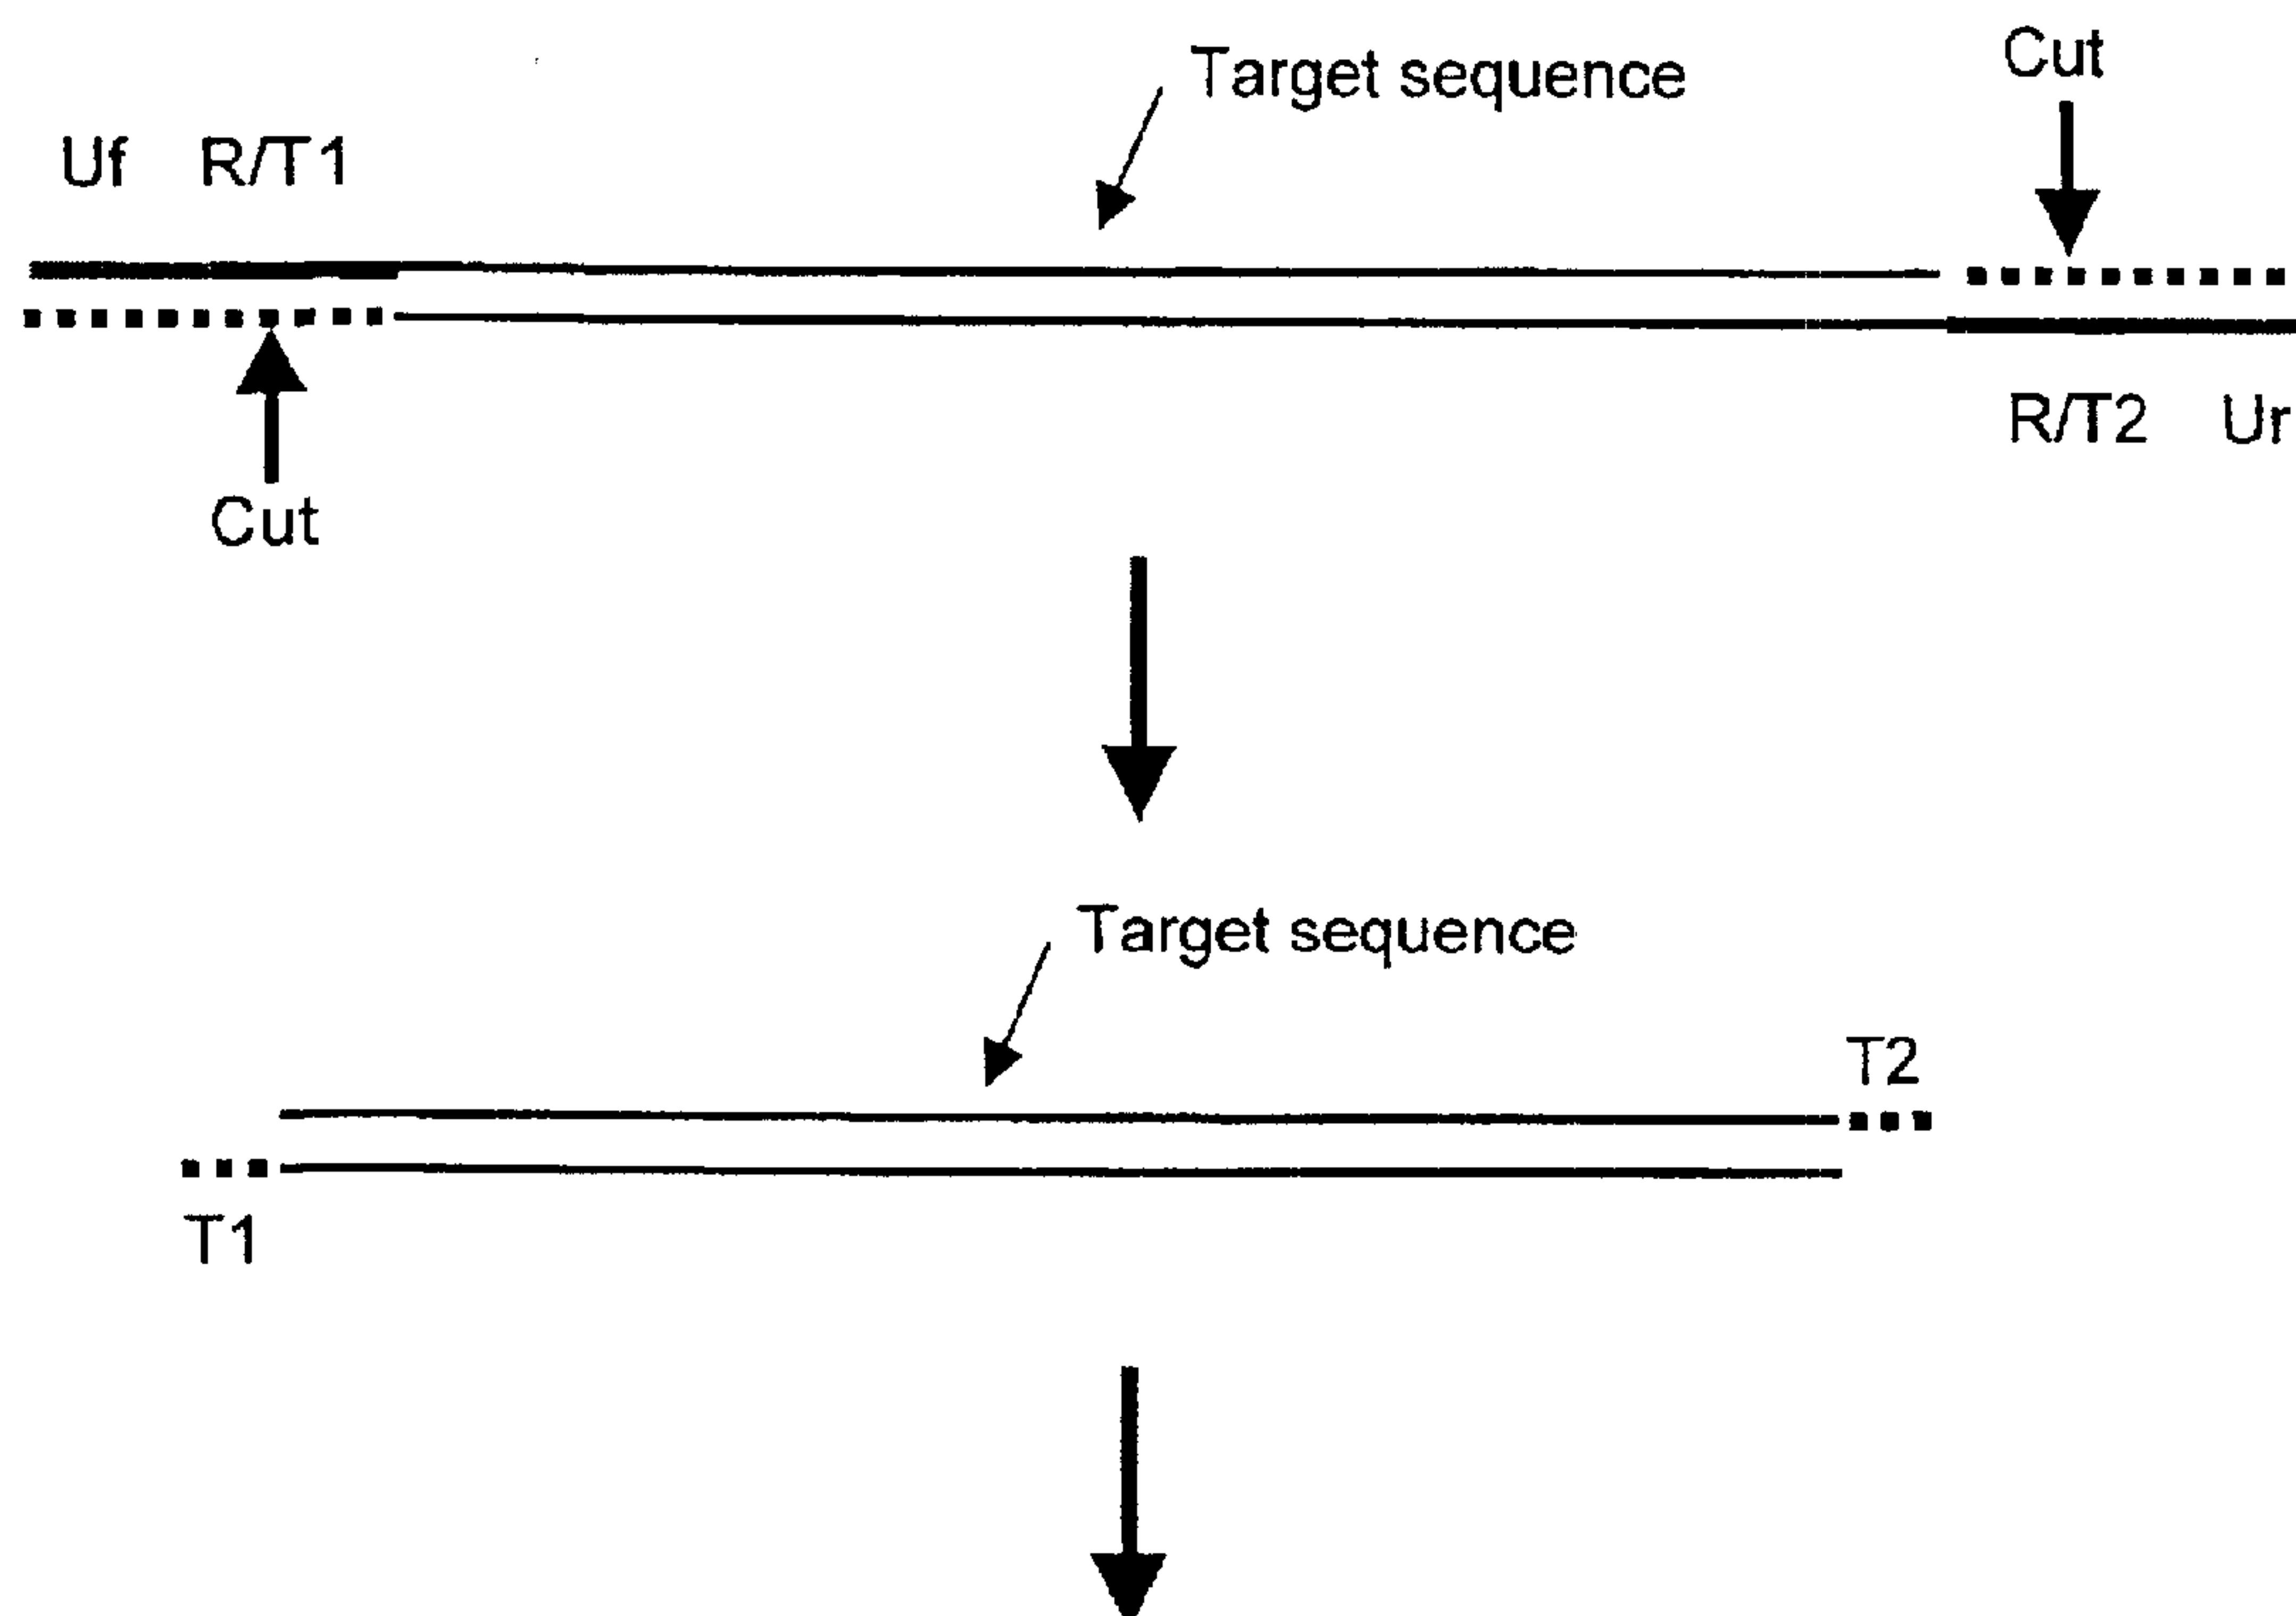 Target sequence
Cut
Uf R/T1
R/T2 Ur
Cut
Target sequence
T2
T1